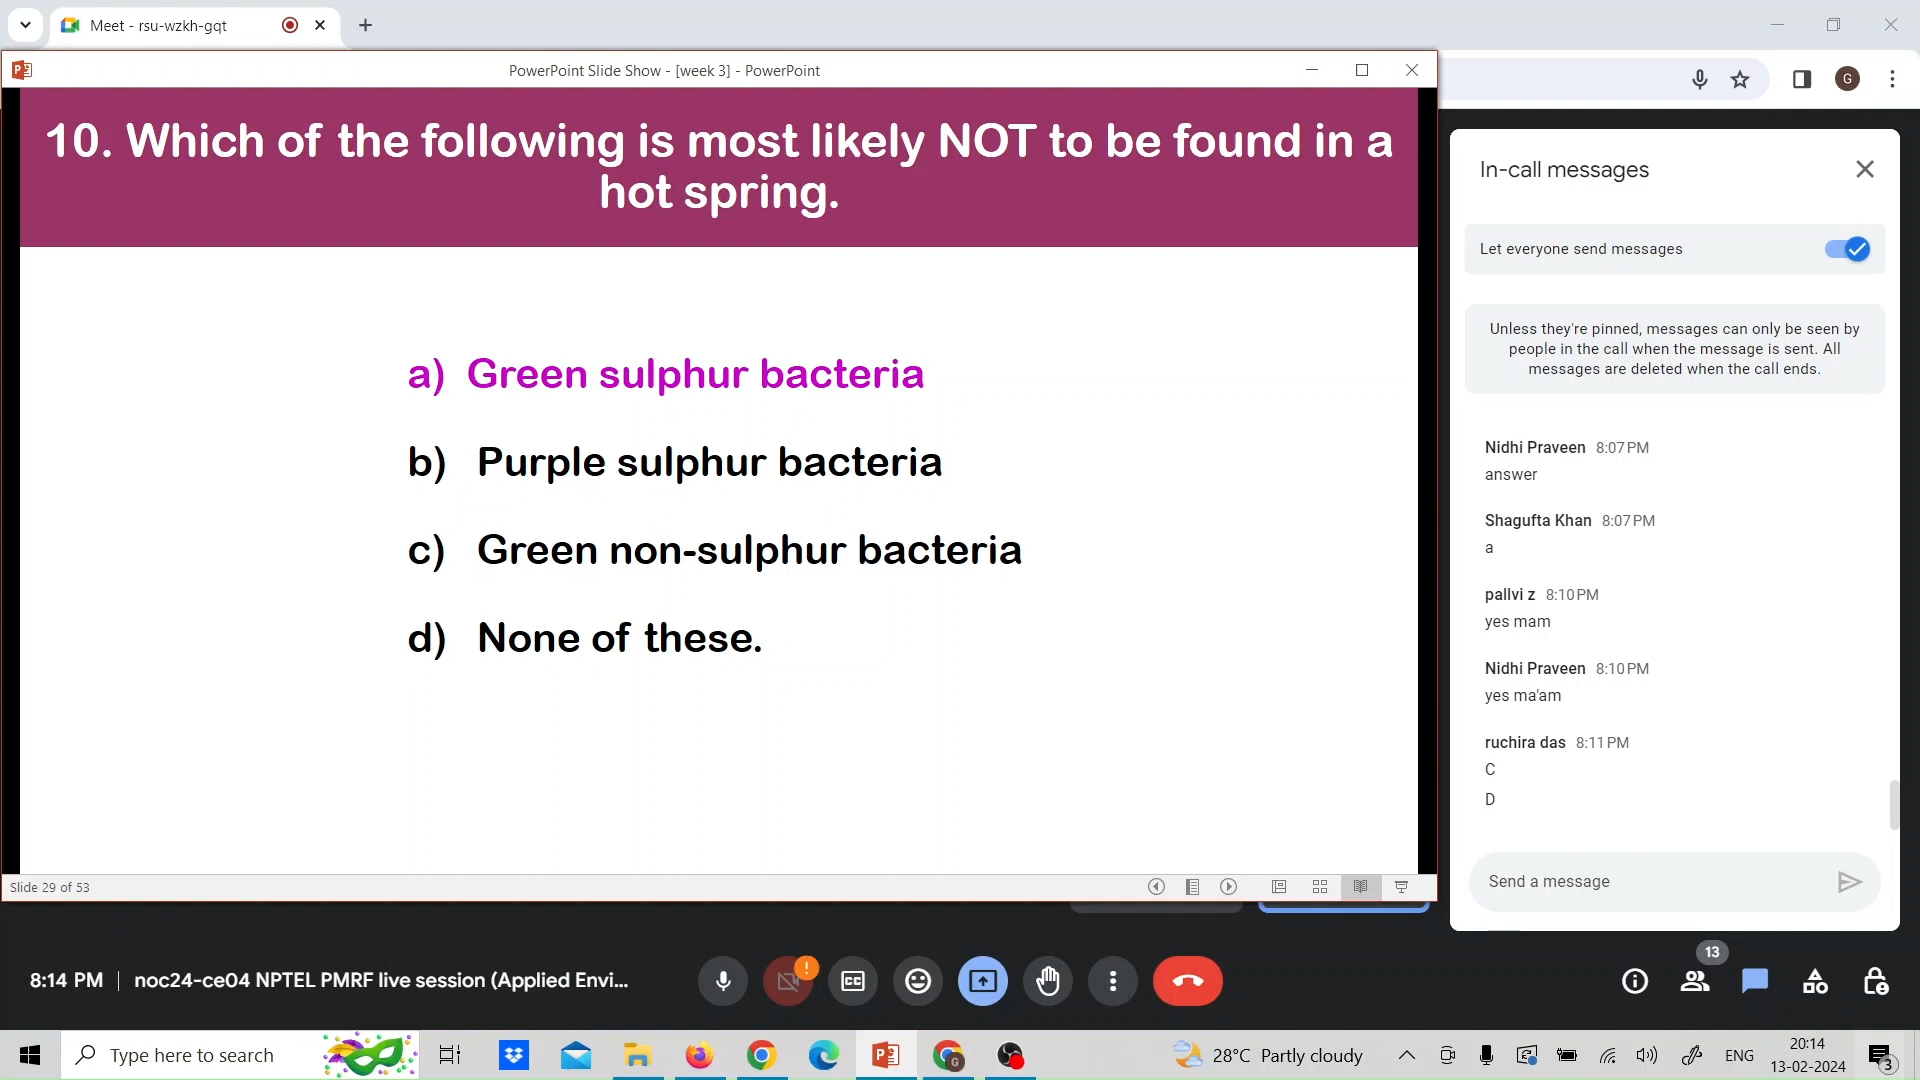 Meet - rsu-wzkh-gqt
PowerPoint Slide Show - [week 3] - PowerPoint
10. Which of the following is most likely NOT to be found in a
hot spring.
a) Green sulphur bacteria
b) Purple sulphur bacteria
c) Green non-sulphur bacteria
d) None of these.
Slide 29 of 53
G
In-call messages
Let everyone send messages
Unless they're pinned, messages can only be seen by
people in the call when the message is sent. All
messages are deleted when the call ends.
Nidhi Praveen 8:07 PM
answer
Shagufta Khan 8:07 PM
a
pallvi z 8:10 PM
yes mam
Nidhi Praveen 8:10 PM
yes ma'am
ruchira das 8:11 PM
C
D
Send a message
13
8:14 PM | noc24-ce04 NPTEL PMRF live session (Applied Envi...
Type here to search
28°C Partly cloudy
ENG
20:14
13-02-2024
3